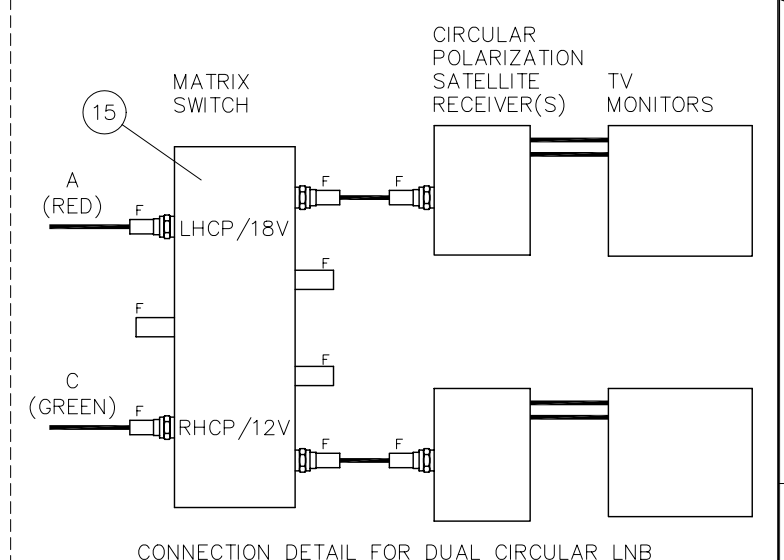 CIRCULAR
POLARIZATION
SATELLITE
RECEIVER(S)
TV
MONITORS
MATRIX
SWITCH
15
A
(RED)
F
LHCP/18V
F
F
F
F
F
C
(GREEN)
F
RHCP/12V
F
F
CONNECTION DETAIL FOR DUAL CIRCULAR LNB